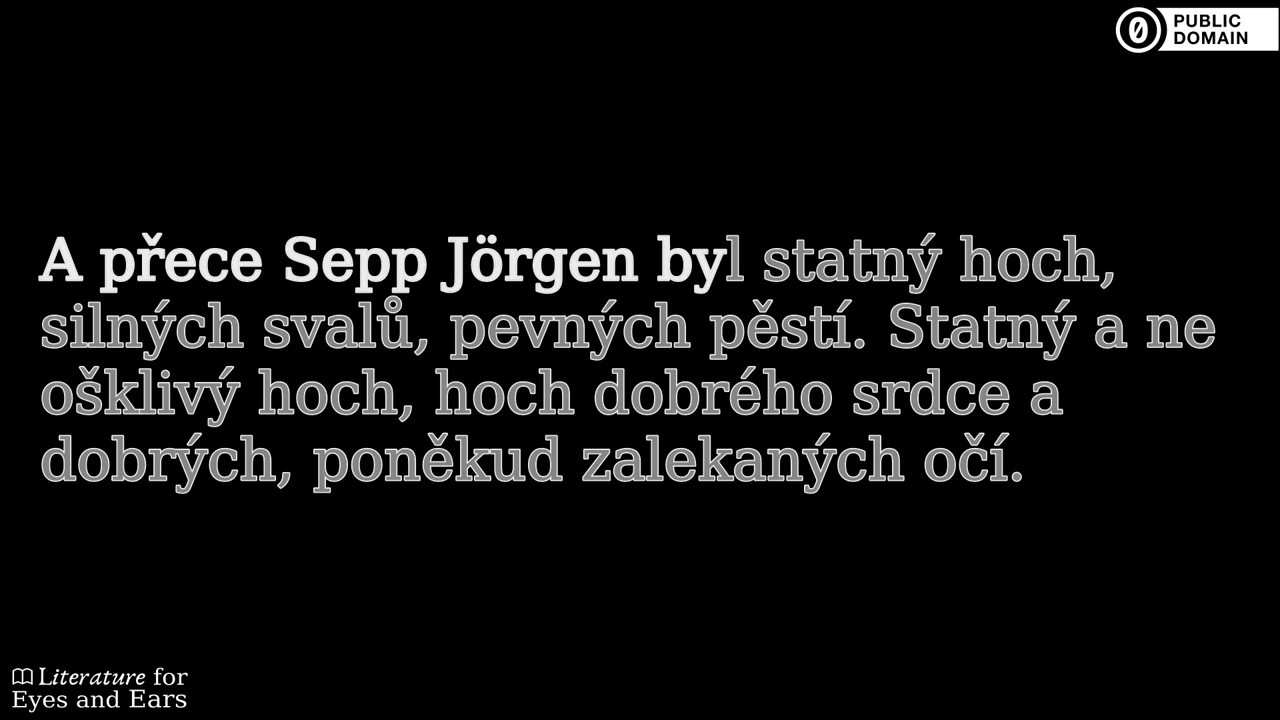 PUBLIC
DOMAIN
A přece Sepp Jörgen byl statný hoch,
silných svalů, pevných pěstí. Statný a ne
ošklivý hoch, hoch dobrého srdce a
dobrých, poněkud zalekaných očí.
Literature for
Eyes and Ears